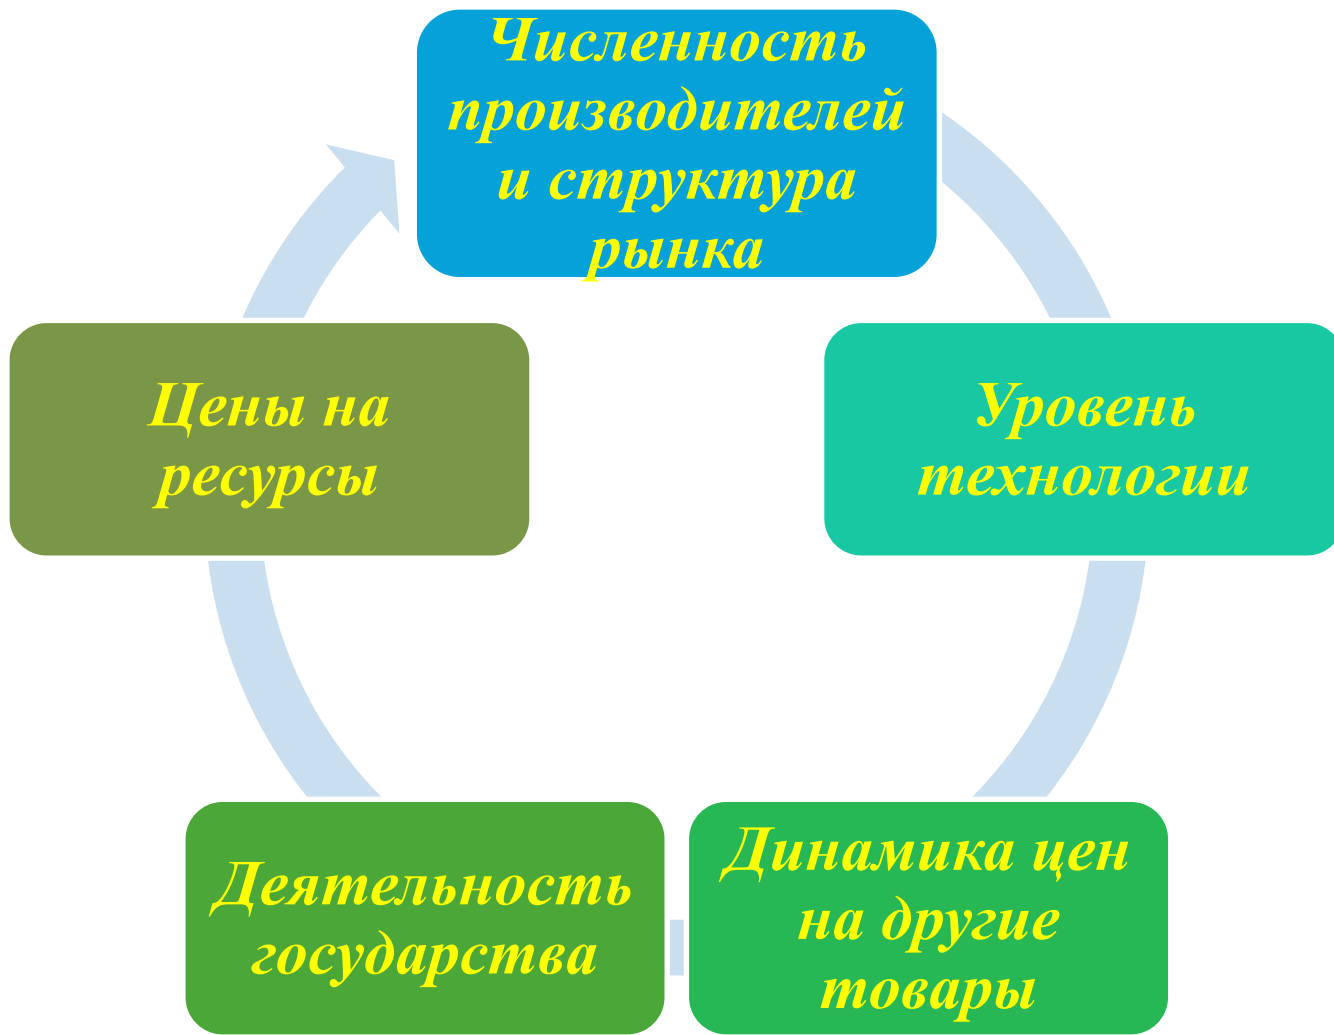 Численность
производителей
и структура
рынка
Уровень
технологии
Динамика цен
на другие
товары
Деятельность
государства
Цены на
ресурсы